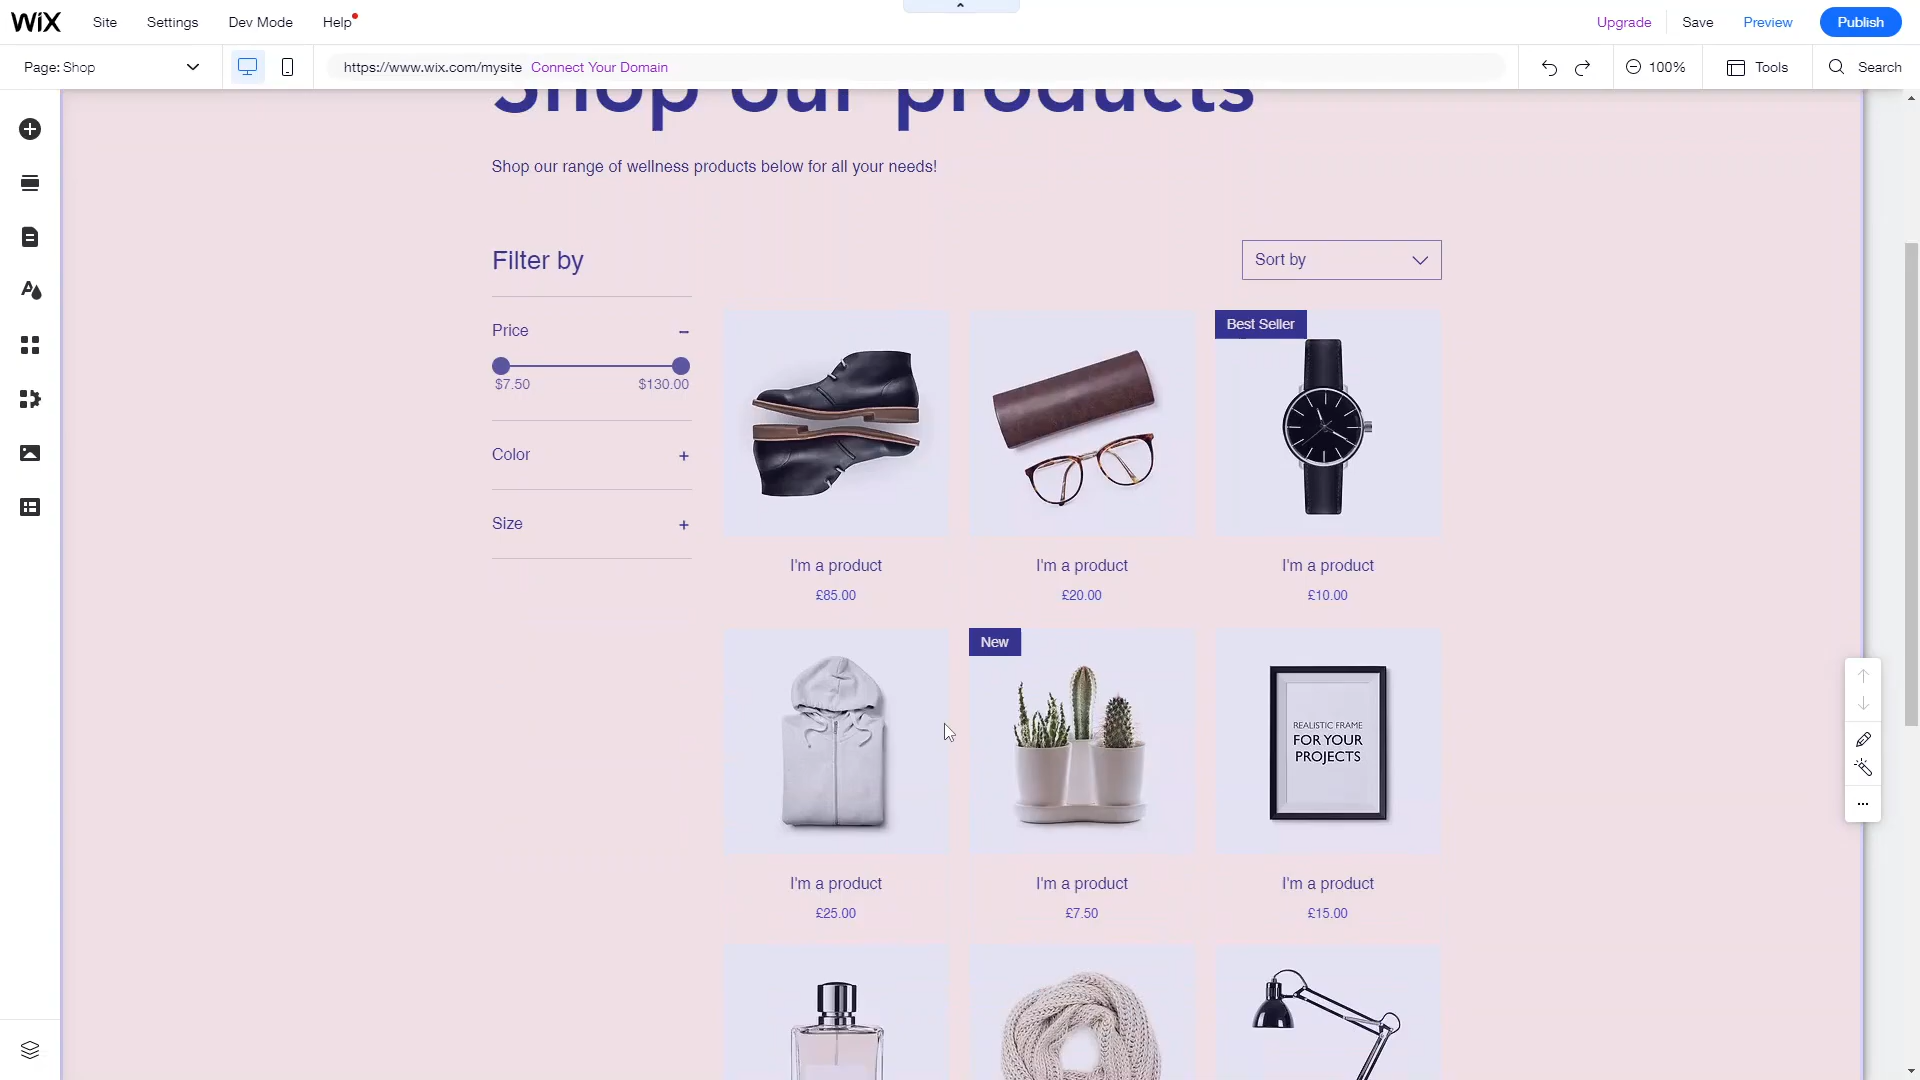 WiX Site Settings Dev Mode Help Upgrade Save Preview Publish
Page: Shop https://www.wix.com/mysite Connect Your Domain 100% Tools Search
Shop our products
Shop our range of wellness products below for all your needs!
Filter by
Sort by
Price
$7.50 $130.00
Color
Size
Best Seller
I'm a product I'm a product I'm a product
£85.00 £20.00 £10.00
New
REALISTIC FRAME
FOR YOUR
PROJECTS
I'm a product I'm a product I'm a product
£25.00 £7.50 £15.00